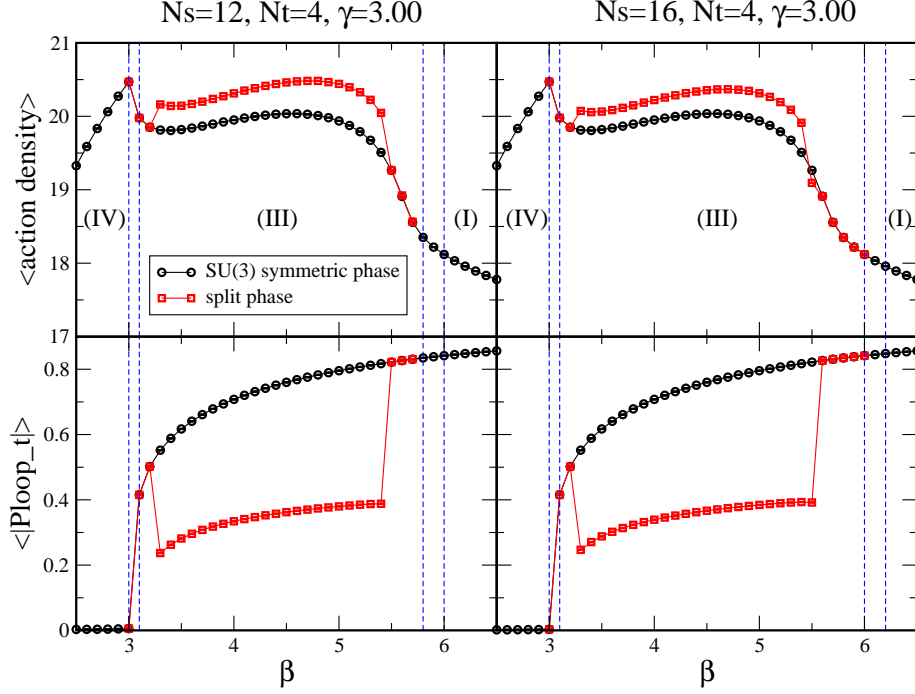 Ns=12, Nt=4, γ=3.00
Ns=16, Nt=4, γ=3.00
21
20
19
18
17
<action density>
(IV)
(III)
(I)
(IV)
(III)
(I)
SU(3) symmetric phase
split phase
0.8
0.6
0.4
0.2
0
<|Ploop_t|>
3
4
5
6
3
4
5
6
β
β